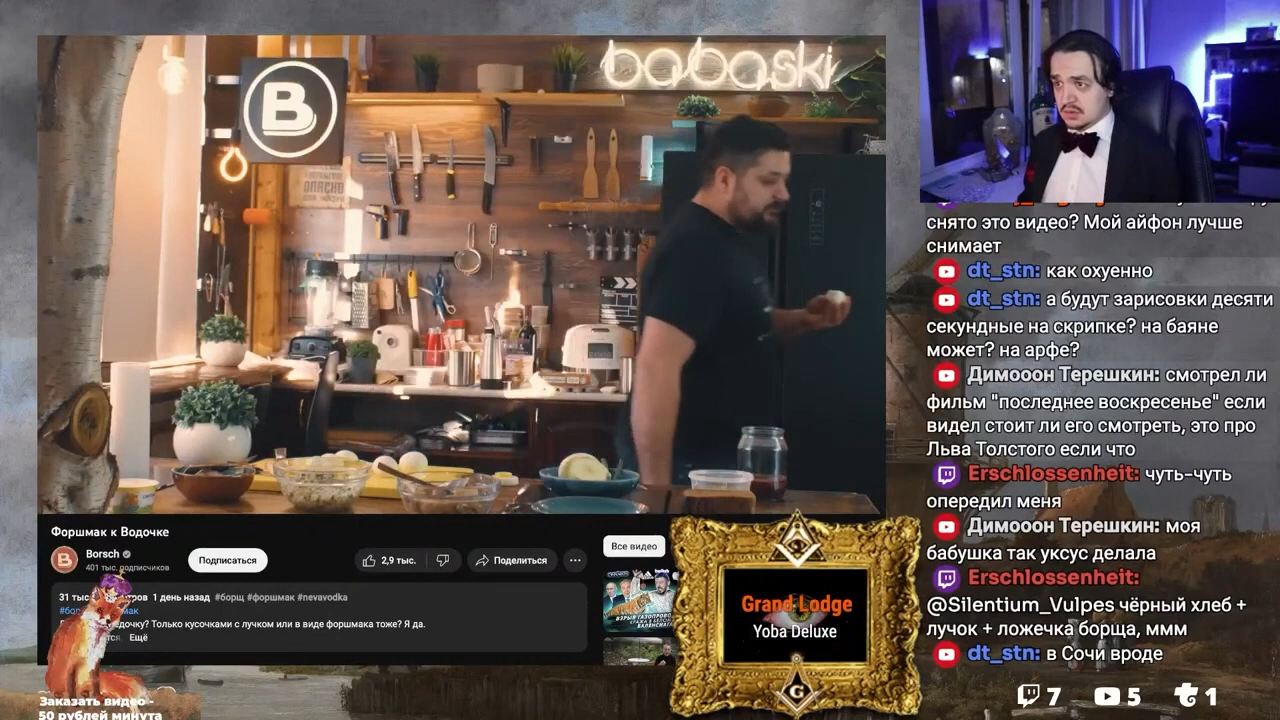 B
babaski
ОПАСНО
Форшмак к Водочке
Borsch
401 тыс. подписчиков
Подписаться
2,9 тыс.
Поделиться
Все видео
31 тыс
1 день назад #борщ #форшмак #nevavodka
Только кусочками с лучком или в виде форшмака тоже? Я да.
Ещё
Заказать видео -
50 рублей минута
Grand Lodge
Yoba Deluxe
G
снято это видео? Мой айфон лучше
снимает
dt_stn: как охуенно
dt_stn: а будут зарисовки десяти
секундные на скрипке? на баяне
может? на арфе?
Димооон Терешкин: смотрел ли
фильм "последнее воскресенье" если
видел стоит ли его смотреть, это про
Льва Толстого если что
Erschlossenheit: чуть-чуть
опередил меня
Димооон Терешкин: моя
бабушка так уксус делала
Erschlossenheit:
@Silentium_Vulpes чёрный хлеб +
лучок + ложечка борща, ммм
dt_stn: в Сочи вроде
7 5 1